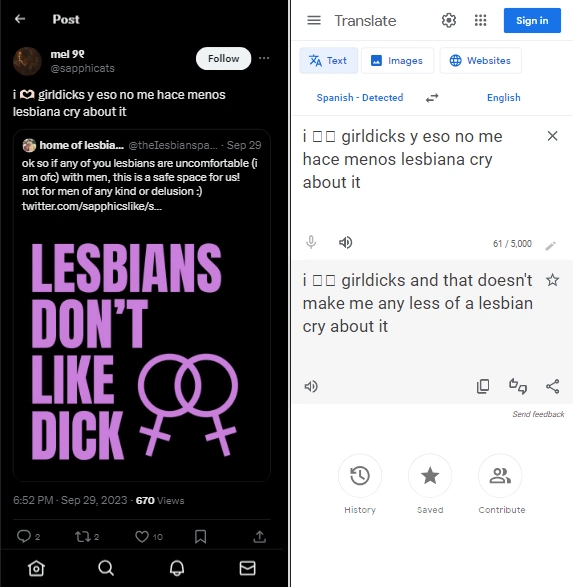 Post
mel ୨୧
@sapphicats
Follow
i 🫶 girldicks y eso no me hace menos
lesbiana cry about it
home of lesbia... @theIesbianspa... · Sep 29
ok so if any of you lesbians are uncomfortable (i
am ofc) with men, this is a safe space for us!
not for men of any kind or delusion :)
twitter.com/sapphicslike/s...
LESBIANS
DON'T
LIKE
DICK
6:52 PM · Sep 29, 2023 · 670 Views
2 2 10
Translate
Sign in
Text Images Websites
Spanish - Detected English
i □□ girldicks y eso no me
hace menos lesbiana cry
about it
61 / 5,000
i □□ girldicks and that doesn't
make me any less of a lesbian
cry about it
Send feedback
History Saved Contribute